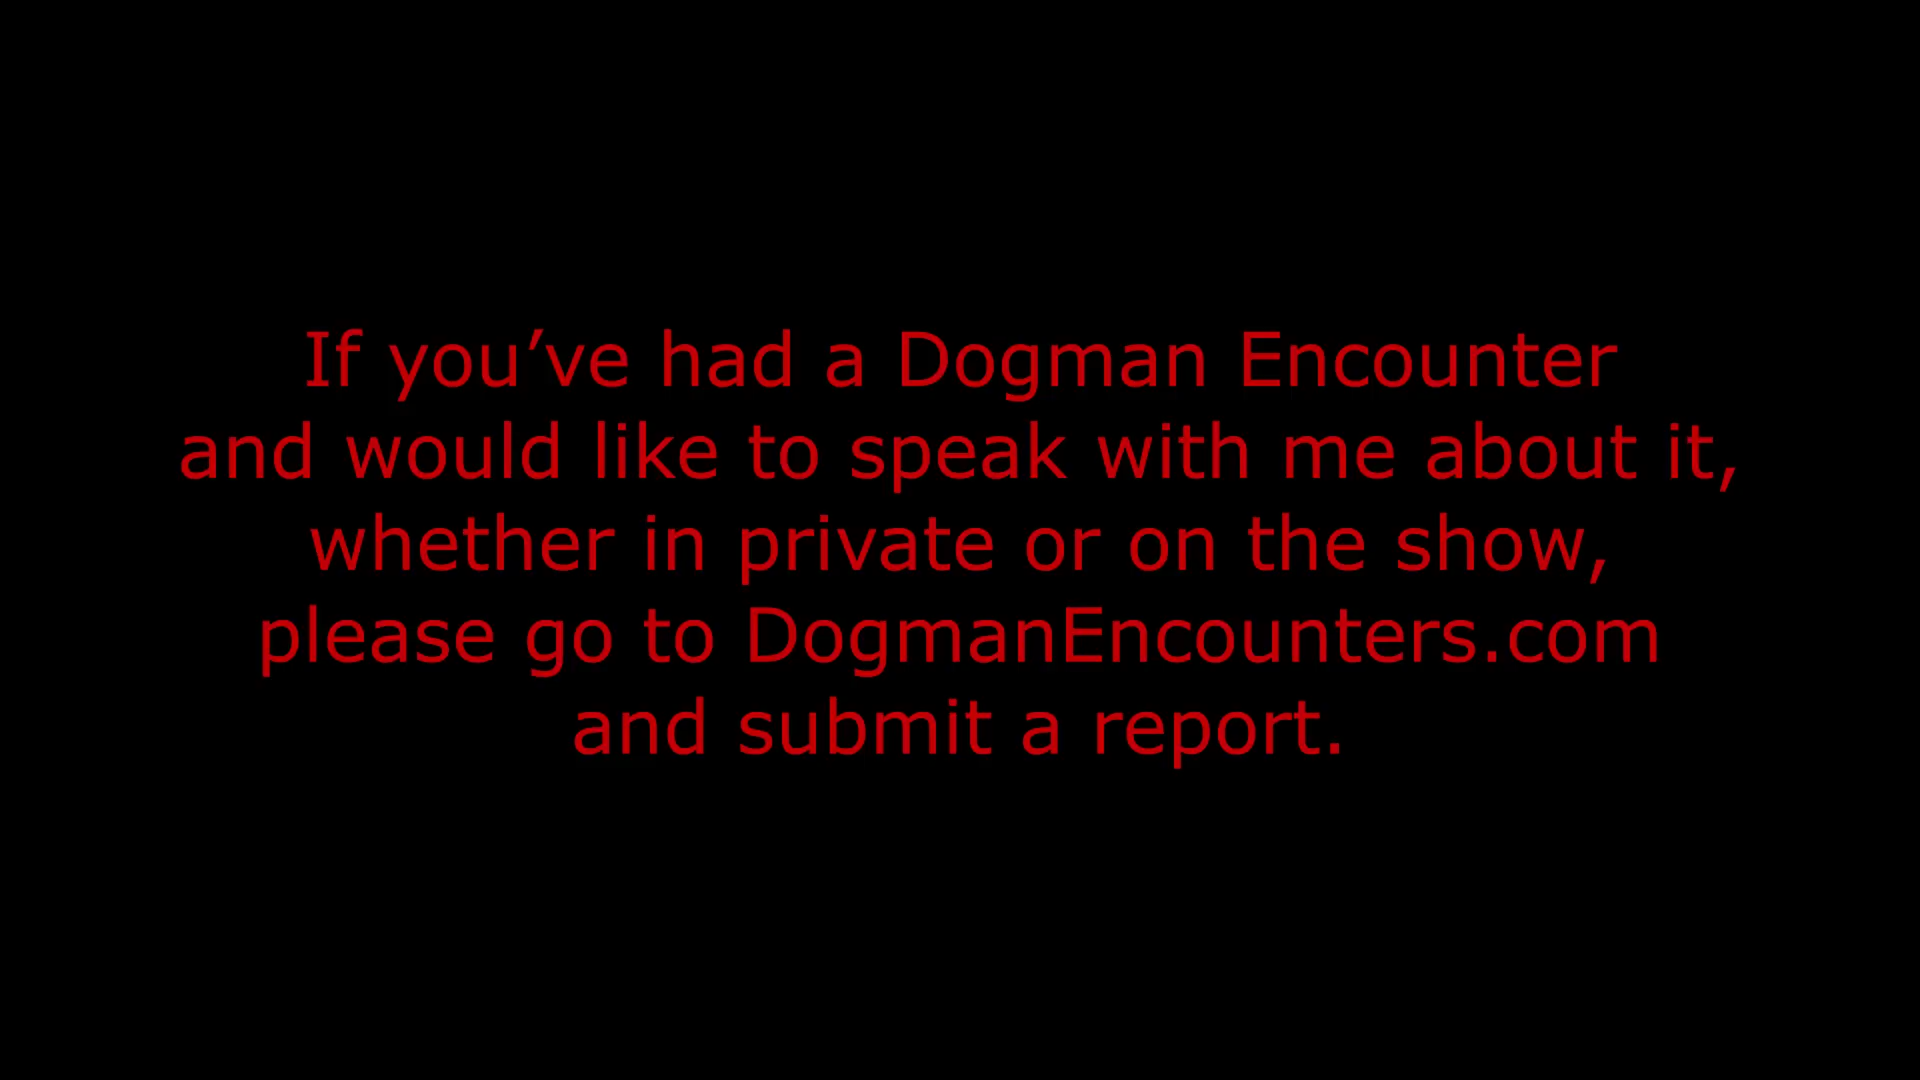 If you’ve had a Dogman Encounter
and would like to speak with me about it,
whether in private or on the show,
please go to DogmanEncounters.com
and submit a report.